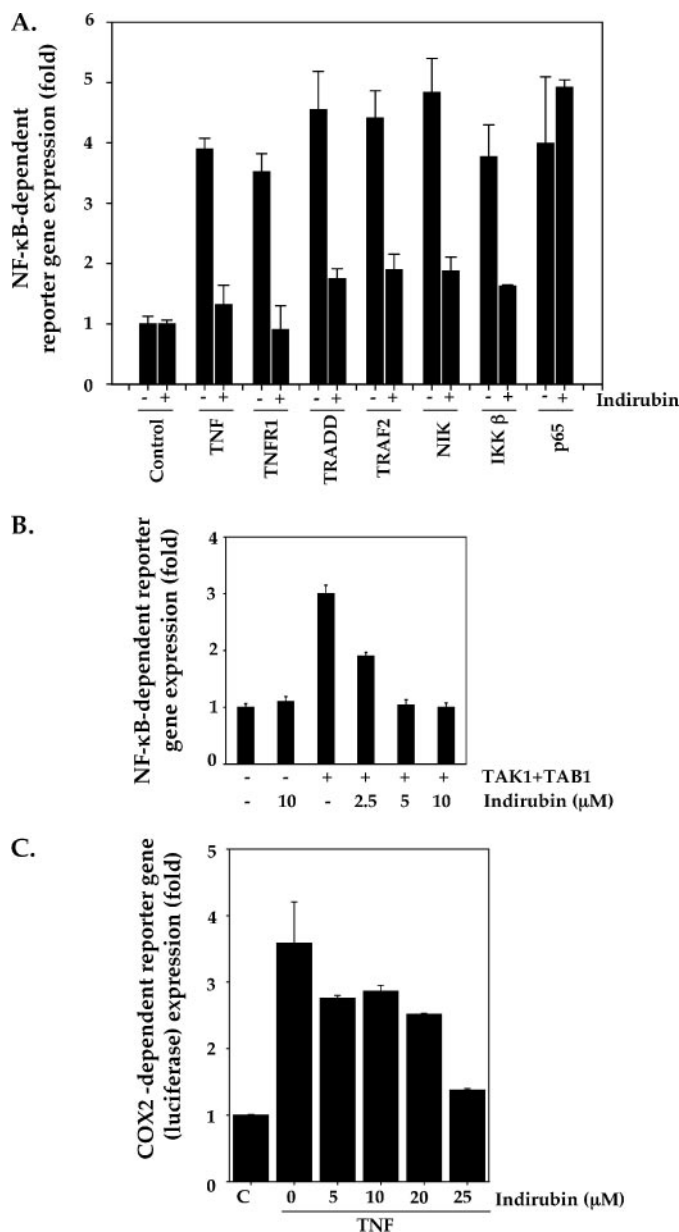 A.
NF-κB-dependent
reporter gene expression (fold)
6
5
4
3
2
1
0
- + - + - + - + - + - + - + - + Indirubin
Control TNF TNFR1 TRADD TRAF2 NIK IKK β p65
B.
NF-κB-dependent reporter
gene expression (fold)
4
3
2
1
0
- - + + + + TAK1+TAB1
- 10 - 2.5 5 10 Indirubin (μM)
C.
COX2 -dependent reporter gene
(luciferase) expression (fold)
5
4
3
2
1
0
C 0 5 10 20 25 Indirubin (μM)
TNF